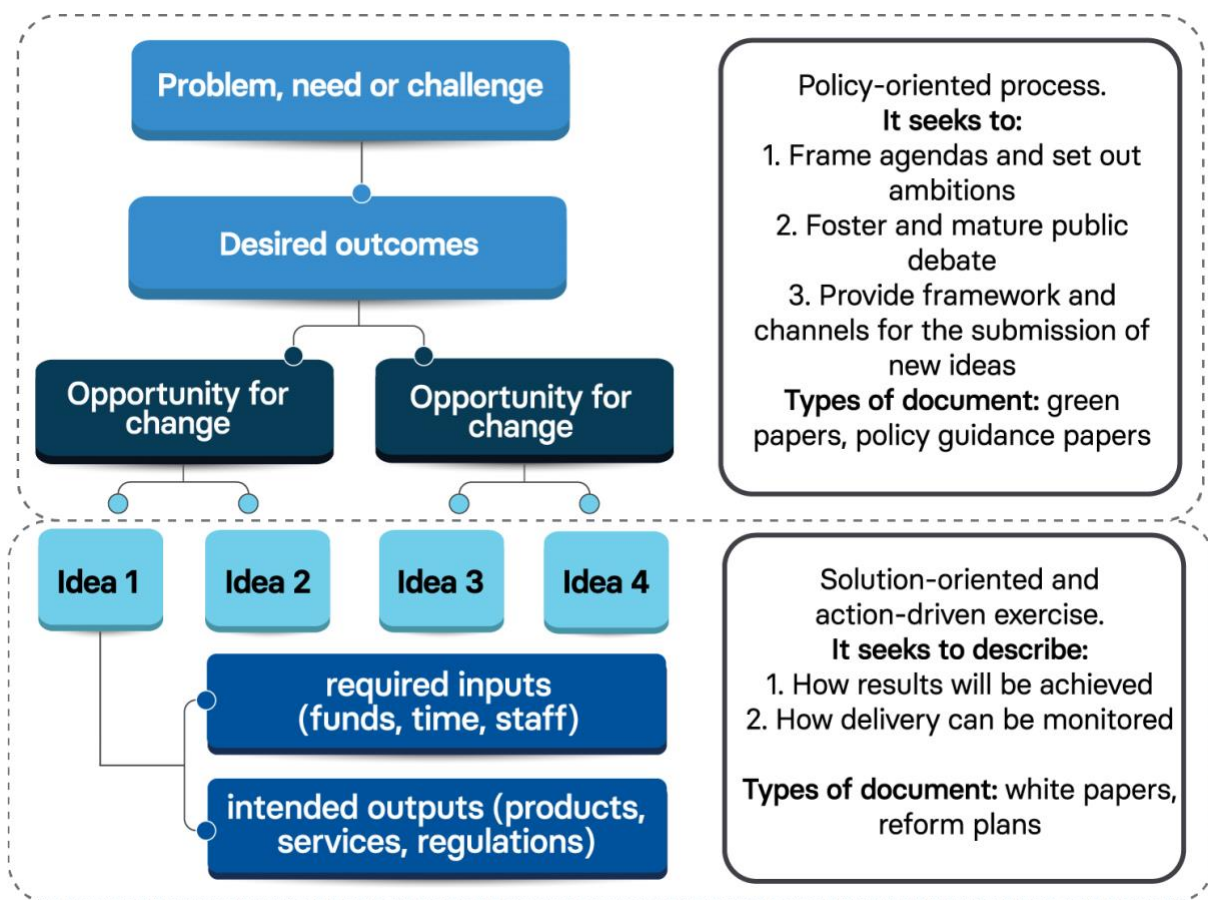 Problem, need or challenge
Desired outcomes
Opportunity for
change
Opportunity for
change
Policy-oriented process.
It seeks to:
1. Frame agendas and set out
ambitions
2. Foster and mature public
debate
3. Provide framework and
channels for the submission of
new ideas
Types of document: green
papers, policy guidance papers
Idea 1
Idea 2
Idea 3
Idea 4
required inputs
(funds, time, staff)
intended outputs (products,
services, regulations)
Solution-oriented and
action-driven exercise.
It seeks to describe:
1. How results will be achieved
2. How delivery can be monitored
Types of document: white papers,
reform plans